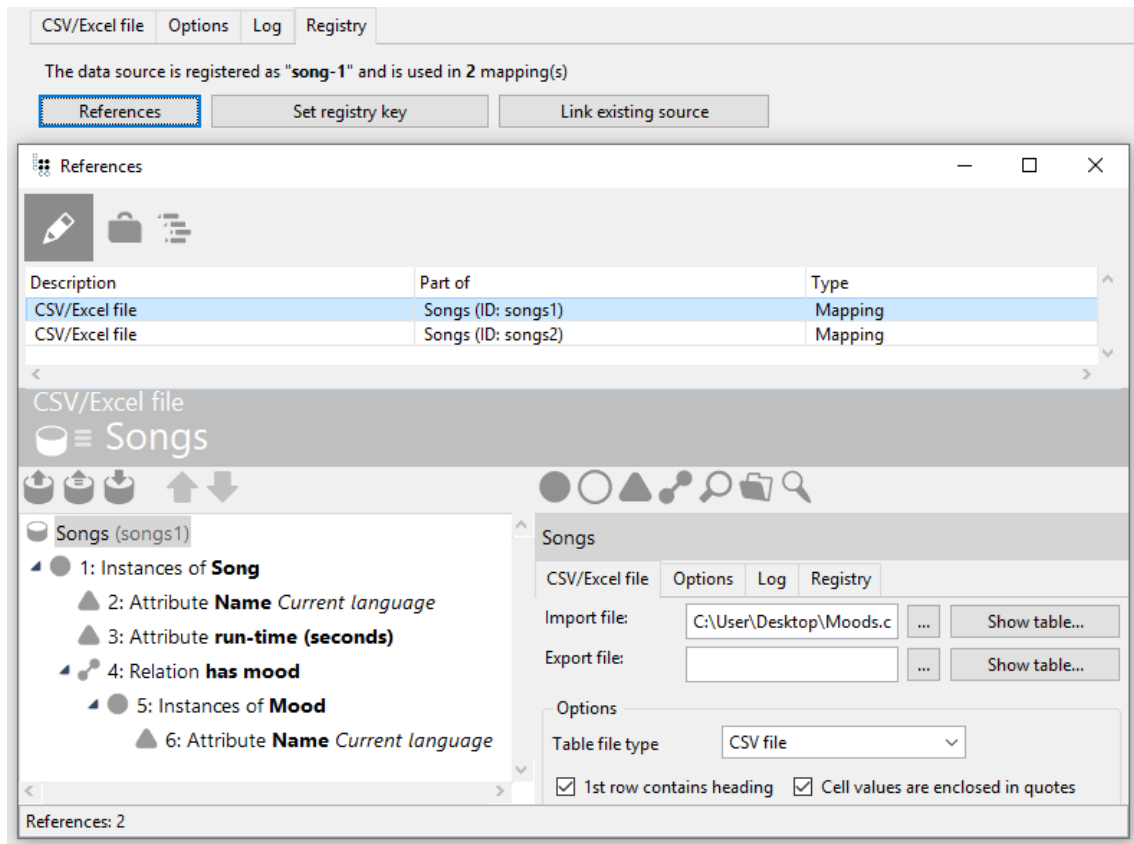 CSV/Excel file Options Log Registry
The data source is registered as "song-1" and is used in 2 mapping(s)
References Set registry key Link existing source
References
Description Part of Type
CSV/Excel file Songs (ID: songs1) Mapping
CSV/Excel file Songs (ID: songs2) Mapping
CSV/Excel file
Songs
Songs (songs1)
1: Instances of Song
2: Attribute Name Current language
3: Attribute run-time (seconds)
4: Relation has mood
5: Instances of Mood
6: Attribute Name Current language
Songs
CSV/Excel file Options Log Registry
Import file: C:\User\Desktop\Moods.c ... Show table...
Export file: ... Show table...
Options
Table file type CSV file
1st row contains heading Cell values are enclosed in quotes
References: 2